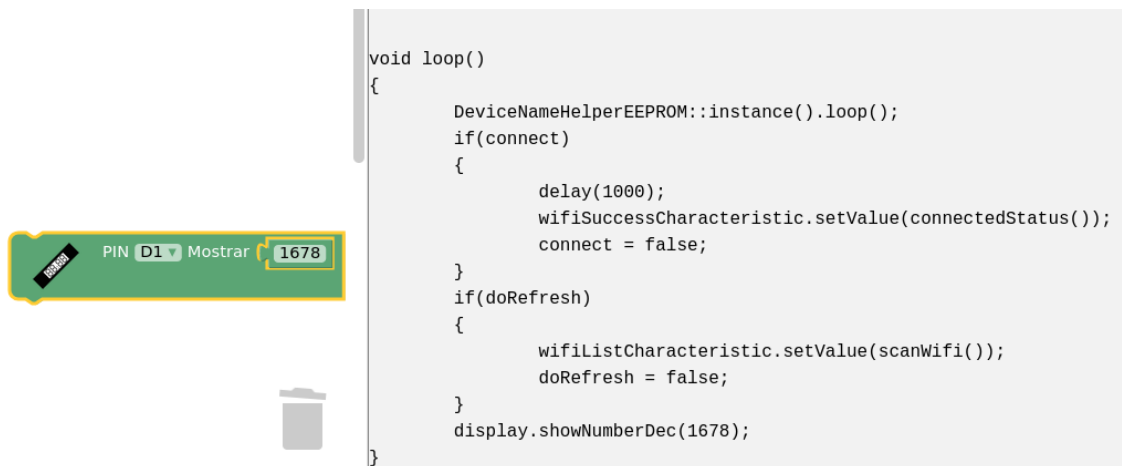 PIN D1 ▾ Mostrar 1678
void loop()
{
DeviceNameHelperEEPROM::instance().loop();
if(connect)
{
delay(1000);
wifiSuccessCharacteristic.setValue(connectedStatus());
connect = false;
}
if(doRefresh)
{
wifiListCharacteristic.setValue(scanWifi());
doRefresh = false;
}
display.showNumberDec(1678);
}